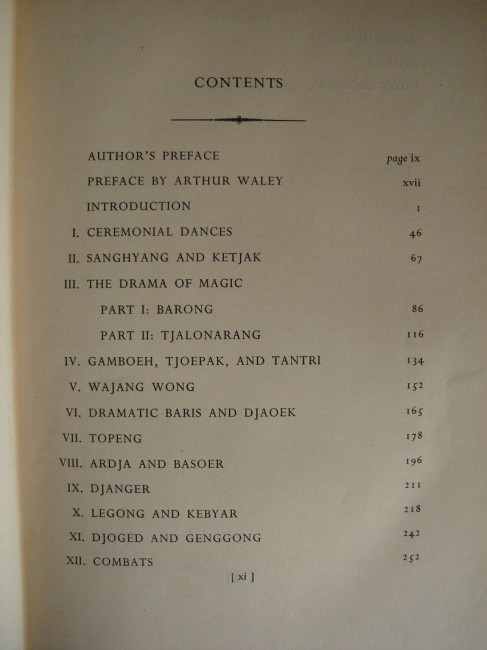 CONTENTS
AUTHOR'S PREFACE page ix
PREFACE BY ARTHUR WALEY xvii
INTRODUCTION 1
I. CEREMONIAL DANCES 46
II. SANGHYANG AND KETJAK 67
III. THE DRAMA OF MAGIC
PART I: BARONG 86
PART II: TJALONARANG 116
IV. GAMBOEH, TJOEPAK, AND TANTRI 134
V. WAJANG WONG 152
VI. DRAMATIC BARIS AND DJAOEK 165
VII. TOPENG 178
VIII. ARDJA AND BASOER 196
IX. DJANGER 211
X. LEGONG AND KEBYAR 218
XI. DJOGED AND GENGGONG 242
XII. COMBATS 252
[ xi ]